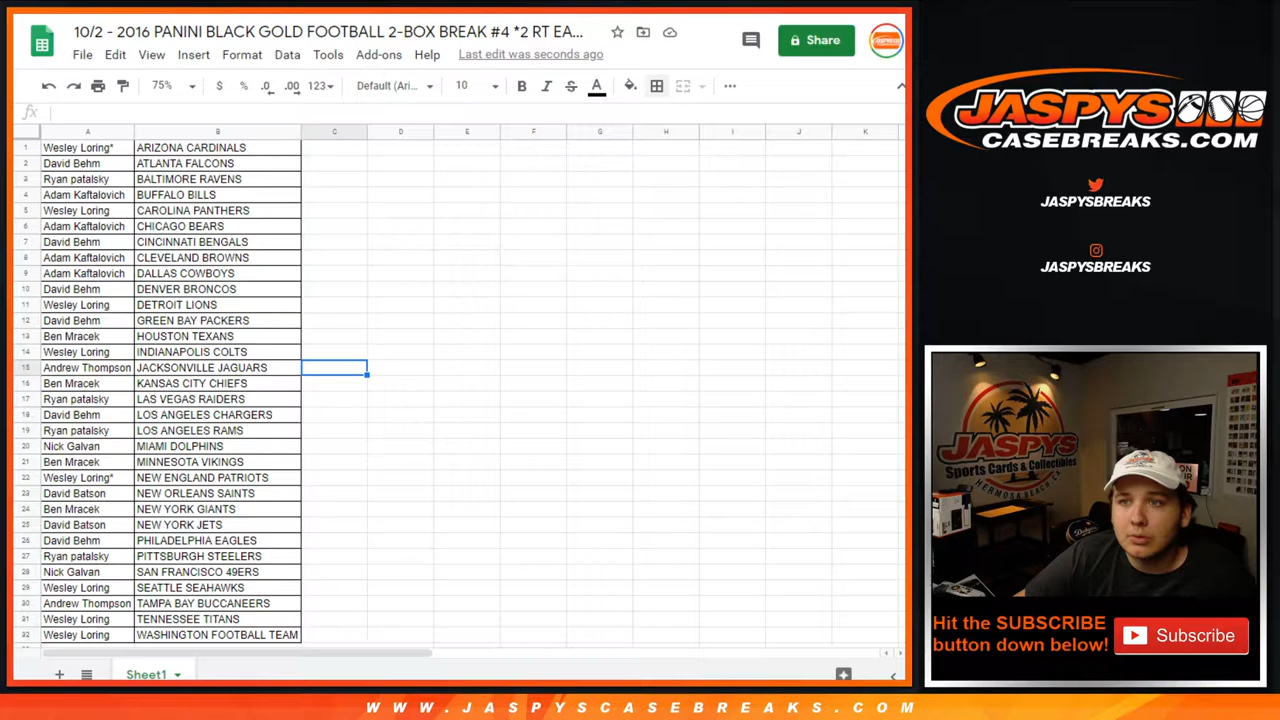 10/2 - 2016 PANINI BLACK GOLD FOOTBALL 2-BOX BREAK #4 *2 RT EA...
File Edit View Insert Format Data Tools Add-ons Help Last edit was seconds ago
Share
75% $ % .0 .00 123 Default (Ari... 10 B I S A
fx
A B C D E F G H I J K
1 Wesley Loring* ARIZONA CARDINALS
2 David Behm ATLANTA FALCONS
3 Ryan patalsky BALTIMORE RAVENS
4 Adam Kaftalovich BUFFALO BILLS
5 Wesley Loring CAROLINA PANTHERS
6 Adam Kaftalovich CHICAGO BEARS
7 David Behm CINCINNATI BENGALS
8 Adam Kaftalovich CLEVELAND BROWNS
9 Adam Kaftalovich DALLAS COWBOYS
10 David Behm DENVER BRONCOS
11 Wesley Loring DETROIT LIONS
12 David Behm GREEN BAY PACKERS
13 Ben Mracek HOUSTON TEXANS
14 Wesley Loring INDIANAPOLIS COLTS
15 Andrew Thompson JACKSONVILLE JAGUARS
16 Ben Mracek KANSAS CITY CHIEFS
17 Ryan patalsky LAS VEGAS RAIDERS
18 David Behm LOS ANGELES CHARGERS
19 Ryan patalsky LOS ANGELES RAMS
20 Nick Galvan MIAMI DOLPHINS
21 Ben Mracek MINNESOTA VIKINGS
22 Wesley Loring* NEW ENGLAND PATRIOTS
23 David Batson NEW ORLEANS SAINTS
24 Ben Mracek NEW YORK GIANTS
25 David Batson NEW YORK JETS
26 David Behm PHILADELPHIA EAGLES
27 Ryan patalsky PITTSBURGH STEELERS
28 Nick Galvan SAN FRANCISCO 49ERS
29 Wesley Loring SEATTLE SEAHAWKS
30 Andrew Thompson TAMPA BAY BUCCANEERS
31 Wesley Loring TENNESSEE TITANS
32 Wesley Loring WASHINGTON FOOTBALL TEAM
Sheet1
JASPYS
CASEBREAKS.COM
JASPYSBREAKS
JASPYSBREAKS
JASPYS
Sports Cards & Collectibles
HERMOSA BEACH, CA
Dodgers
Hit the SUBSCRIBE
button down below!
Subscribe
WWW.JASPYSCASEBREAKS.COM